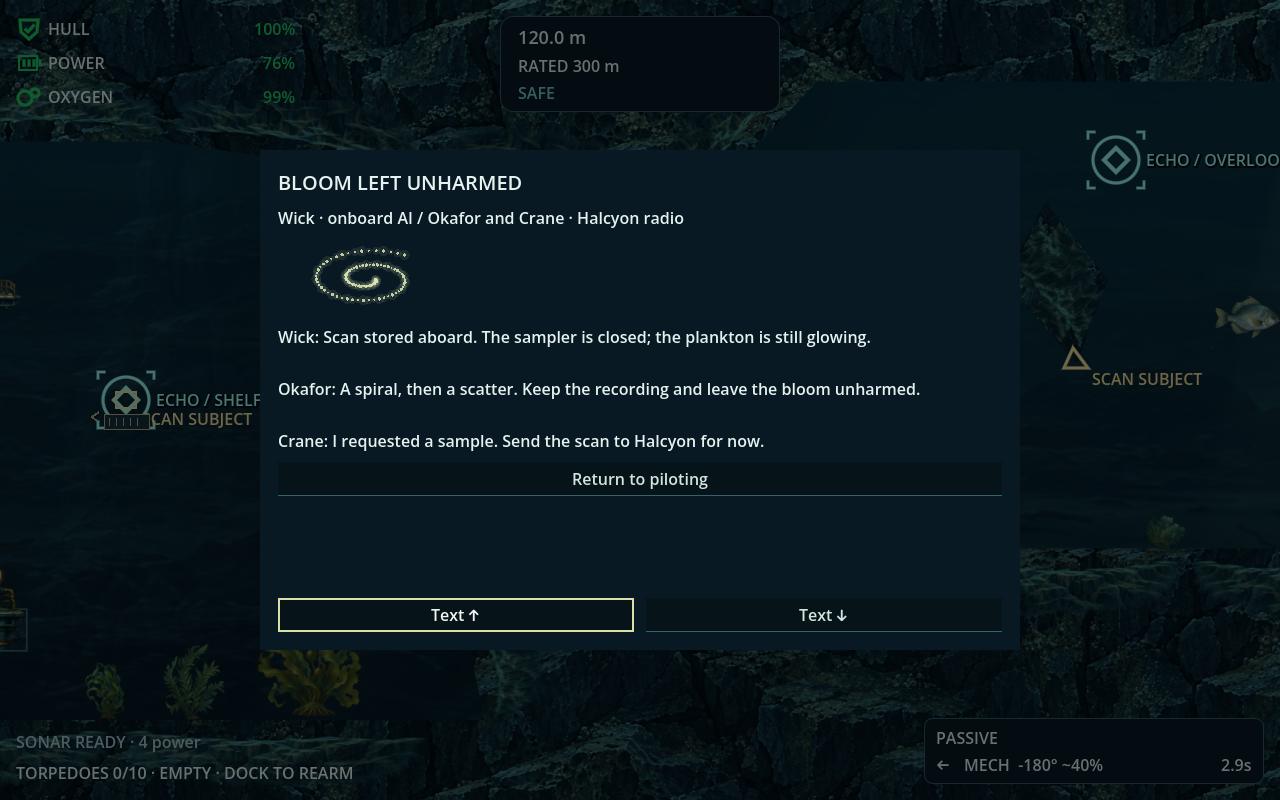 HULL 100%
POWER 76%
OXYGEN 99%
120.0 m
RATED 300 m
SAFE
ECHO / OVERLOO
BLOOM LEFT UNHARMED
Wick · onboard AI / Okafor and Crane · Halcyon radio
Wick: Scan stored aboard. The sampler is closed; the plankton is still glowing.
Okafor: A spiral, then a scatter. Keep the recording and leave the bloom unharmed.
Crane: I requested a sample. Send the scan to Halcyon for now.
Return to piloting
Text ↑
Text ↓
ECHO / SHELF
CAN SUBJECT
SCAN SUBJECT
SONAR READY · 4 power
TORPEDOES 0/10 · EMPTY · DOCK TO REARM
PASSIVE
← MECH -180° ~40% 2.9s